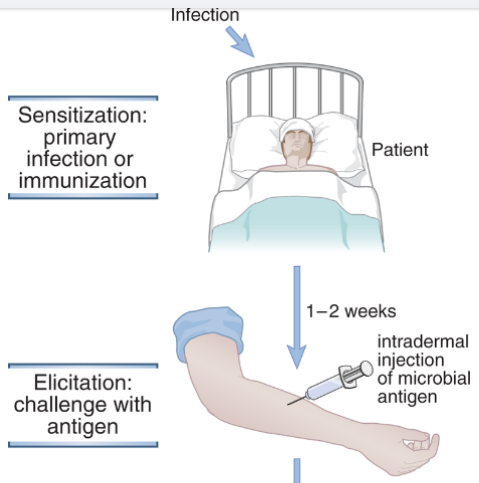 Infection
Sensitization:
primary
infection or
immunization
Patient
1–2 weeks
intradermal
injection
of microbial
antigen
Elicitation:
challenge with
antigen